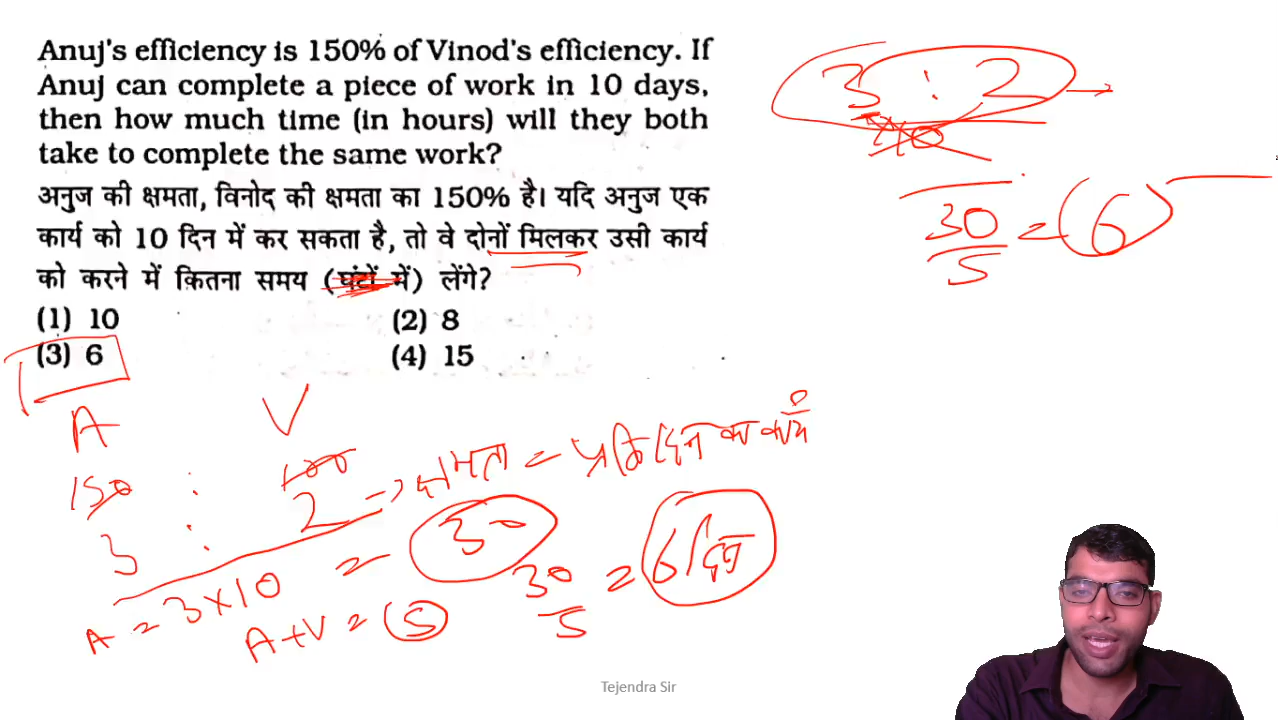 Anuj's efficiency is 150% of Vinod's efficiency. If
Anuj can complete a piece of work in 10 days,
then how much time (in hours) will they both
take to complete the same work?
अनुज की क्षमता, विनोद की क्षमता का 150% है। यदि अनुज एक
कार्य को 10 दिन में कर सकता है, तो वे दोनों मिलकर उसी कार्य
को करने में कितना समय (घंटों में) लेंगे?
(1) 10 (2) 8
(3) 6 (4) 15
3 : 2
30/5 = 6
A V
150 : 100
3 : 2 => क्षमता = प्रति दिन का कार्य
A = 3×10 = 30
A+V = 5
30/5 = 6 दिन
Tejendra Sir